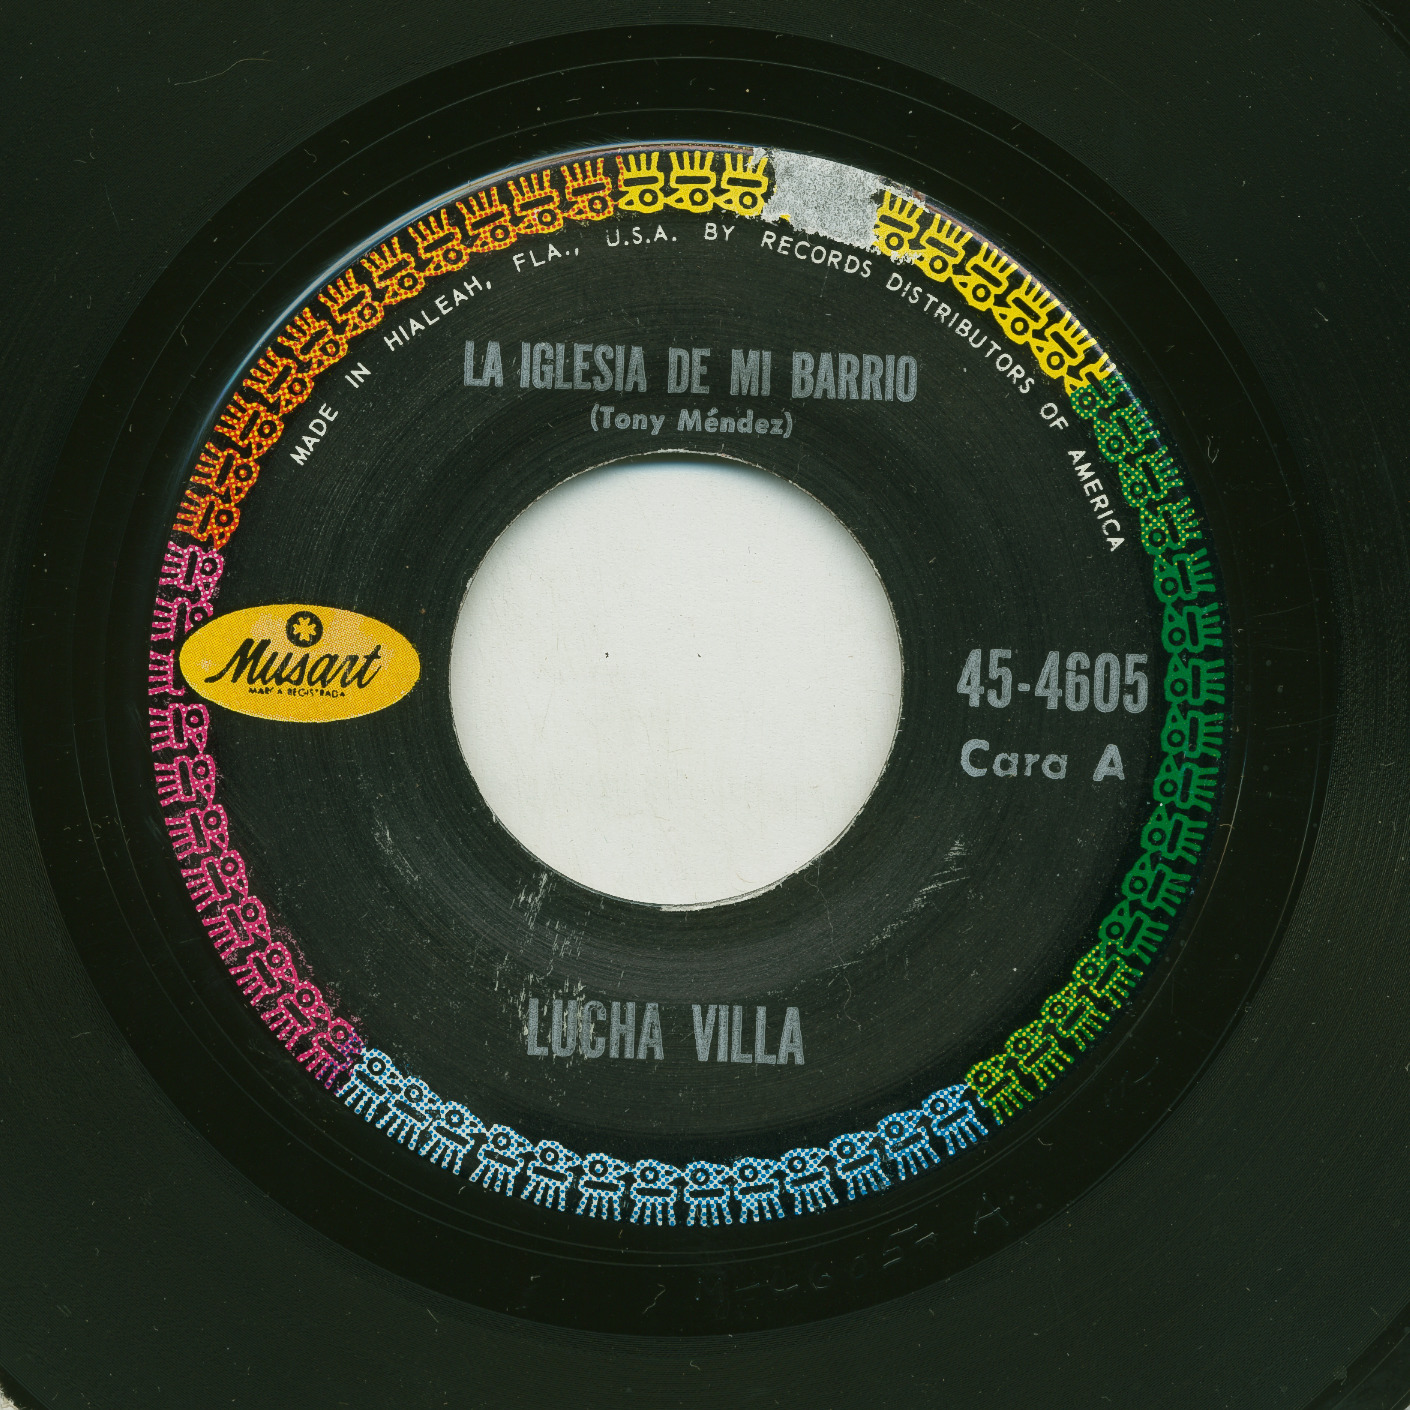 MADE IN HIALEAH, FLA., U.S.A. BY RECORDS DISTRIBUTORS OF AMERICA
LA IGLESIA DE MI BARRIO
(Tony Méndez)
Musart
MARCA REGISTRADA
45-4605
Cara A
LUCHA VILLA